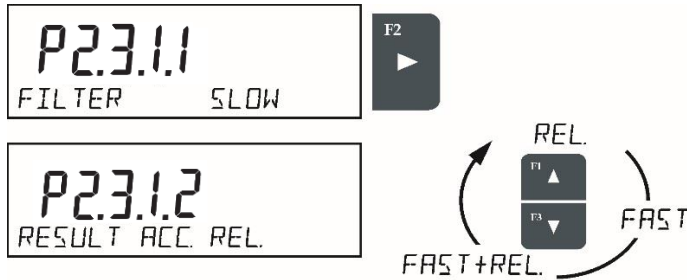 P2.3.1.1
FILTER SLOW
F2
P2.3.1.2
RESULT ACC. REL.
REL.
F1
F3
FAST
FAST+REL.